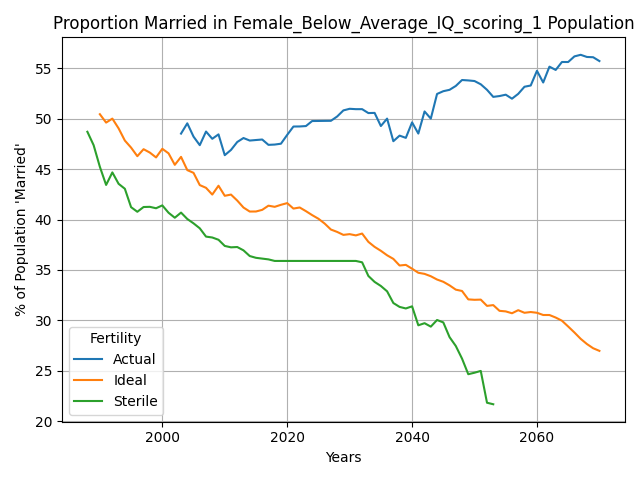 Proportion Married in Female_Below_Average_IQ_scoring_1 Population
% of Population 'Married'
55
50
45
40
35
30
25
20
Fertility
Actual
Ideal
Sterile
2000 2020 2040 2060
Years